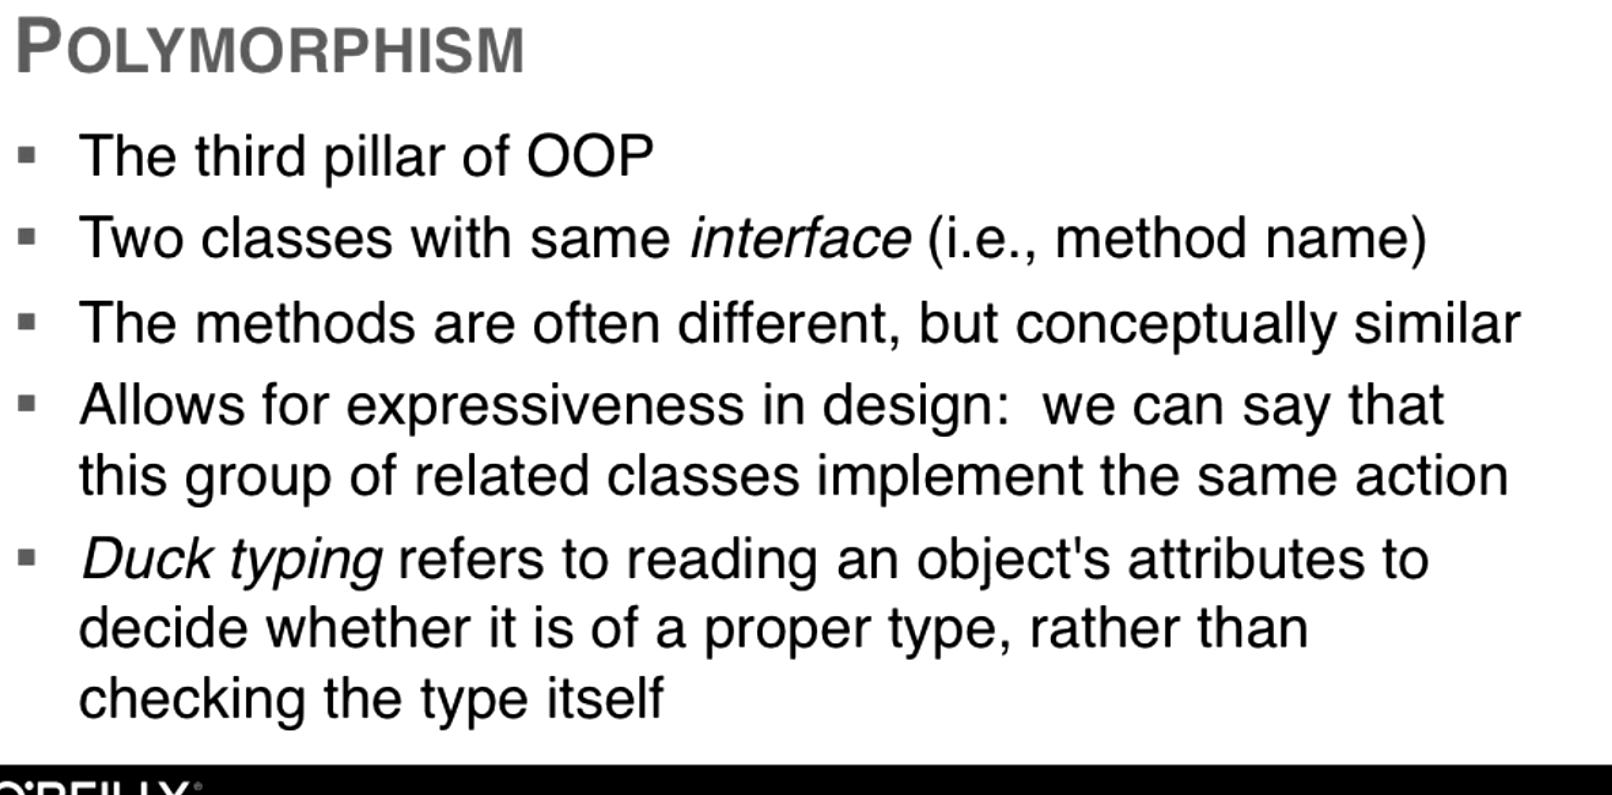 POLYMORPHISM
▪ The third pillar of OOP
▪ Two classes with same interface (i.e., method name)
▪ The methods are often different, but conceptually similar
▪ Allows for expressiveness in design:  we can say that
this group of related classes implement the same action
▪ Duck typing refers to reading an object's attributes to
decide whether it is of a proper type, rather than
checking the type itself
O'REILLY®